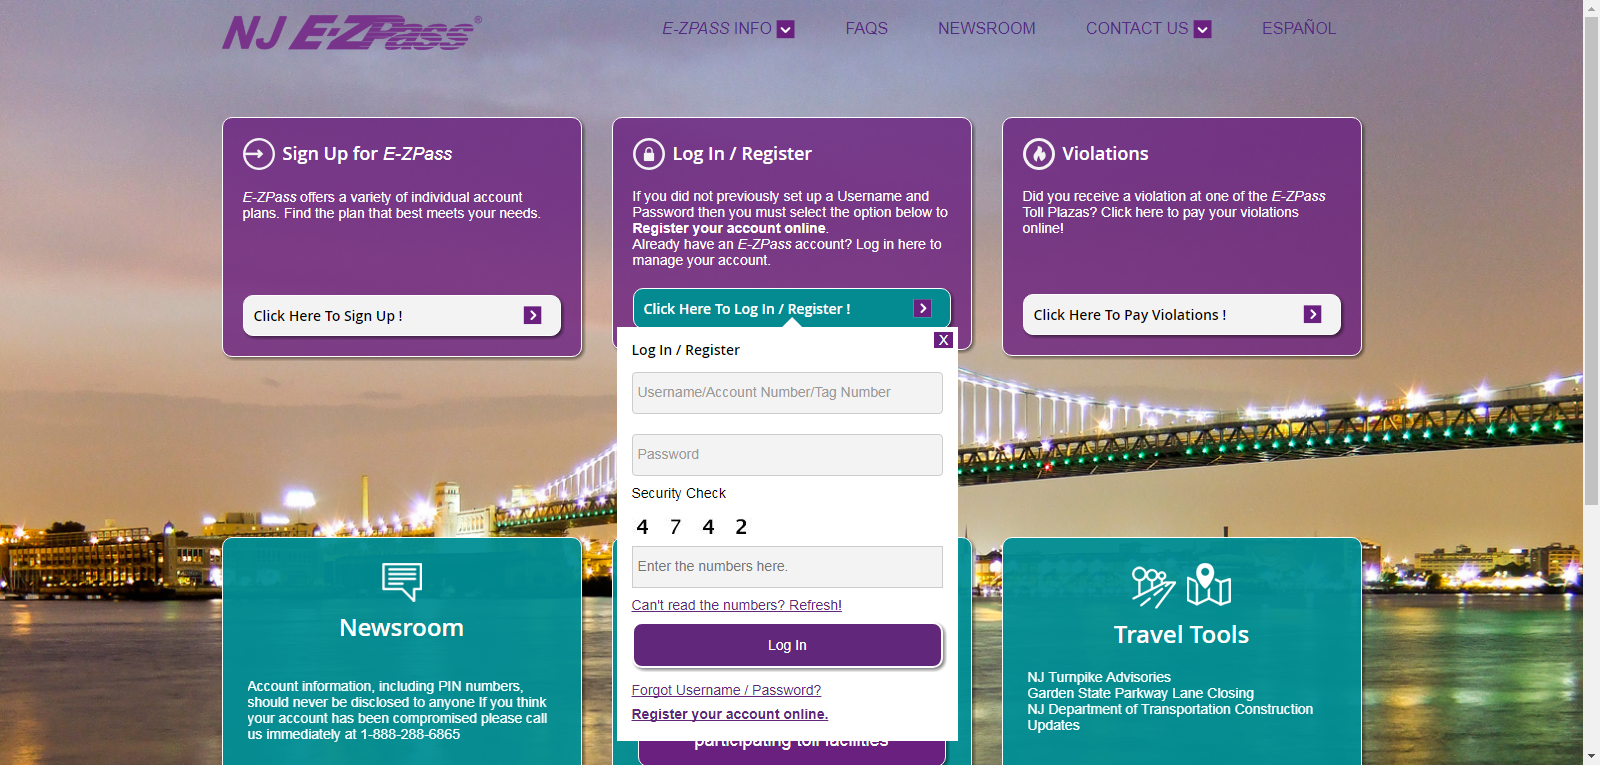 NJ E-ZPass®
E-ZPASS INFO
FAQS
NEWSROOM
CONTACT US
ESPAÑOL
Sign Up for E-ZPass
E-ZPass offers a variety of individual account
plans. Find the plan that best meets your needs.
Click Here To Sign Up !
Log In / Register
If you did not previously set up a Username and
Password then you must select the option below to
Register your account online.
Already have an E-ZPass account? Log in here to
manage your account.
Click Here To Log In / Register !
Violations
Did you receive a violation at one of the E-ZPass
Toll Plazas? Click here to pay your violations
online!
Click Here To Pay Violations !
X
Log In / Register
Username/Account Number/Tag Number
Password
Security Check
4 7 4 2
Enter the numbers here.
Can't read the numbers? Refresh!
Log In
Forgot Username / Password?
Register your account online.
participating toll facilities
Newsroom
Account information, including PIN numbers,
should never be disclosed to anyone If you think
your account has been compromised please call
us immediately at 1-888-288-6865
Travel Tools
NJ Turnpike Advisories
Garden State Parkway Lane Closing
NJ Department of Transportation Construction
Updates